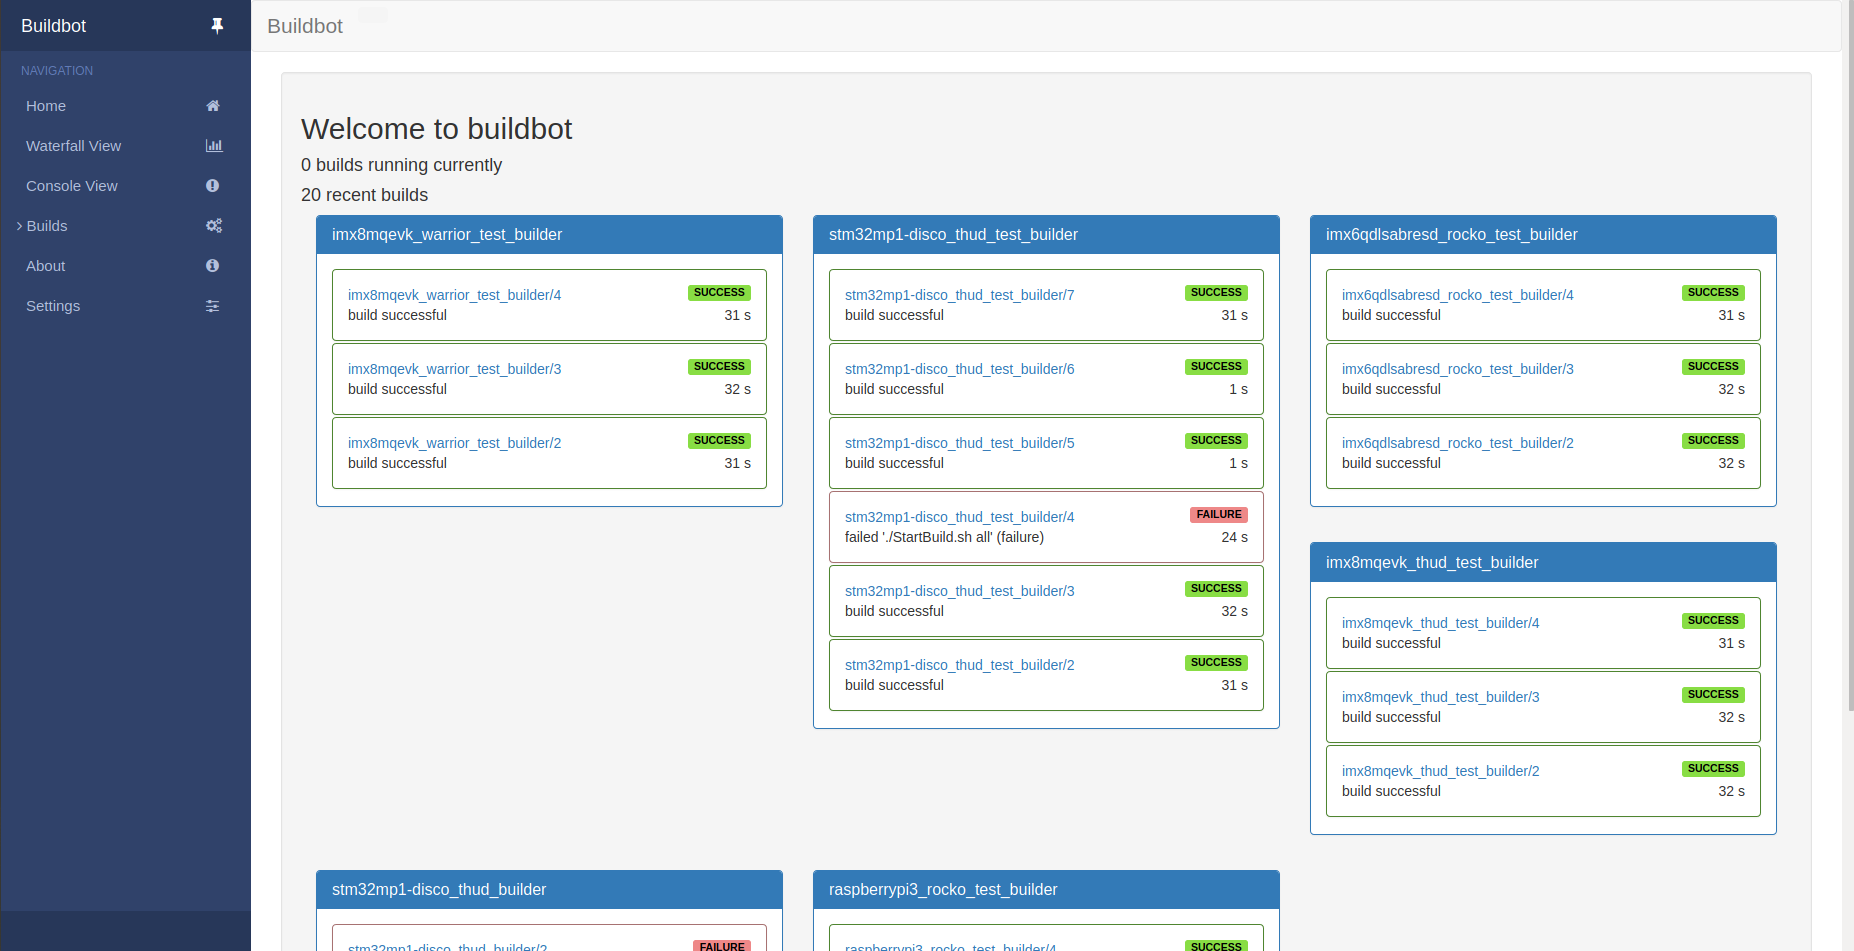 Buildbot
NAVIGATION
Home
Waterfall View
Console View
Builds
About
Settings
Buildbot
Welcome to buildbot
0 builds running currently
20 recent builds
imx8mqevk_warrior_test_builder
imx8mqevk_warrior_test_builder/4 SUCCESS
build successful 31 s
imx8mqevk_warrior_test_builder/3 SUCCESS
build successful 32 s
imx8mqevk_warrior_test_builder/2 SUCCESS
build successful 31 s
stm32mp1-disco_thud_test_builder
stm32mp1-disco_thud_test_builder/7 SUCCESS
build successful 31 s
stm32mp1-disco_thud_test_builder/6 SUCCESS
build successful 1 s
stm32mp1-disco_thud_test_builder/5 SUCCESS
build successful 1 s
stm32mp1-disco_thud_test_builder/4 FAILURE
failed './StartBuild.sh all' (failure) 24 s
stm32mp1-disco_thud_test_builder/3 SUCCESS
build successful 32 s
stm32mp1-disco_thud_test_builder/2 SUCCESS
build successful 31 s
imx6qdlsabresd_rocko_test_builder
imx6qdlsabresd_rocko_test_builder/4 SUCCESS
build successful 31 s
imx6qdlsabresd_rocko_test_builder/3 SUCCESS
build successful 32 s
imx6qdlsabresd_rocko_test_builder/2 SUCCESS
build successful 32 s
imx8mqevk_thud_test_builder
imx8mqevk_thud_test_builder/4 SUCCESS
build successful 31 s
imx8mqevk_thud_test_builder/3 SUCCESS
build successful 32 s
imx8mqevk_thud_test_builder/2 SUCCESS
build successful 32 s
stm32mp1-disco_thud_builder
stm32mp1-disco_thud_builder/2 FAILURE
raspberrypi3_rocko_test_builder
raspberrypi3_rocko_test_builder/4 SUCCESS